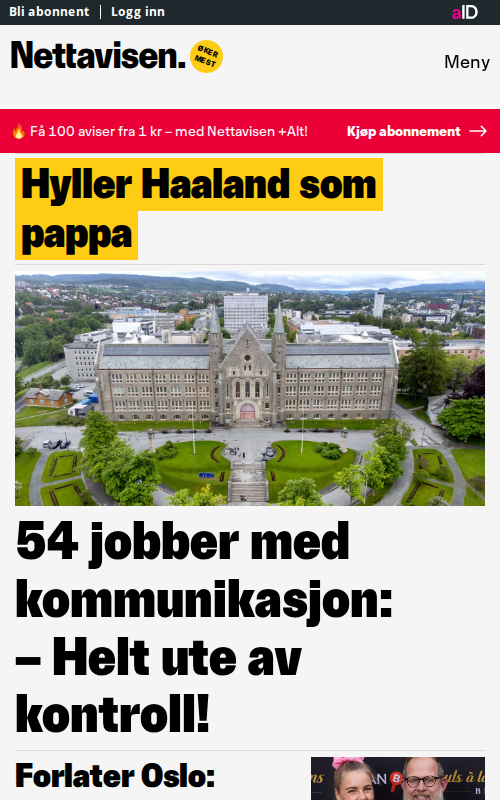 Bli abonnent | Logg inn
aID
Nettavisen.
ØKER
MEST
Meny
🔥 Få 100 aviser fra 1 kr – med Nettavisen +Alt!
Kjøp abonnement →
Hyller Haaland som
pappa
54 jobber med
kommunikasjon:
– Helt ute av
kontroll!
Forlater Oslo: